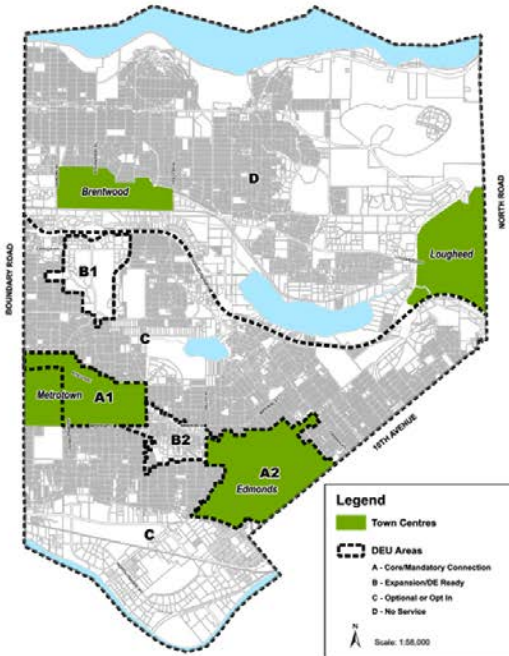 D
Brentwood
NORTH ROAD
Lougheed
BOUNDARY ROAD
B1
C
Metrotown
A1
B2
10TH AVENUE
A2
Edmonds
C
Legend
Town Centres
DEU Areas
A - Core/Mandatory Connection
B - Expansion/DE Ready
C - Optional or Opt In
D - No Service
N
Scale: 1:58,000